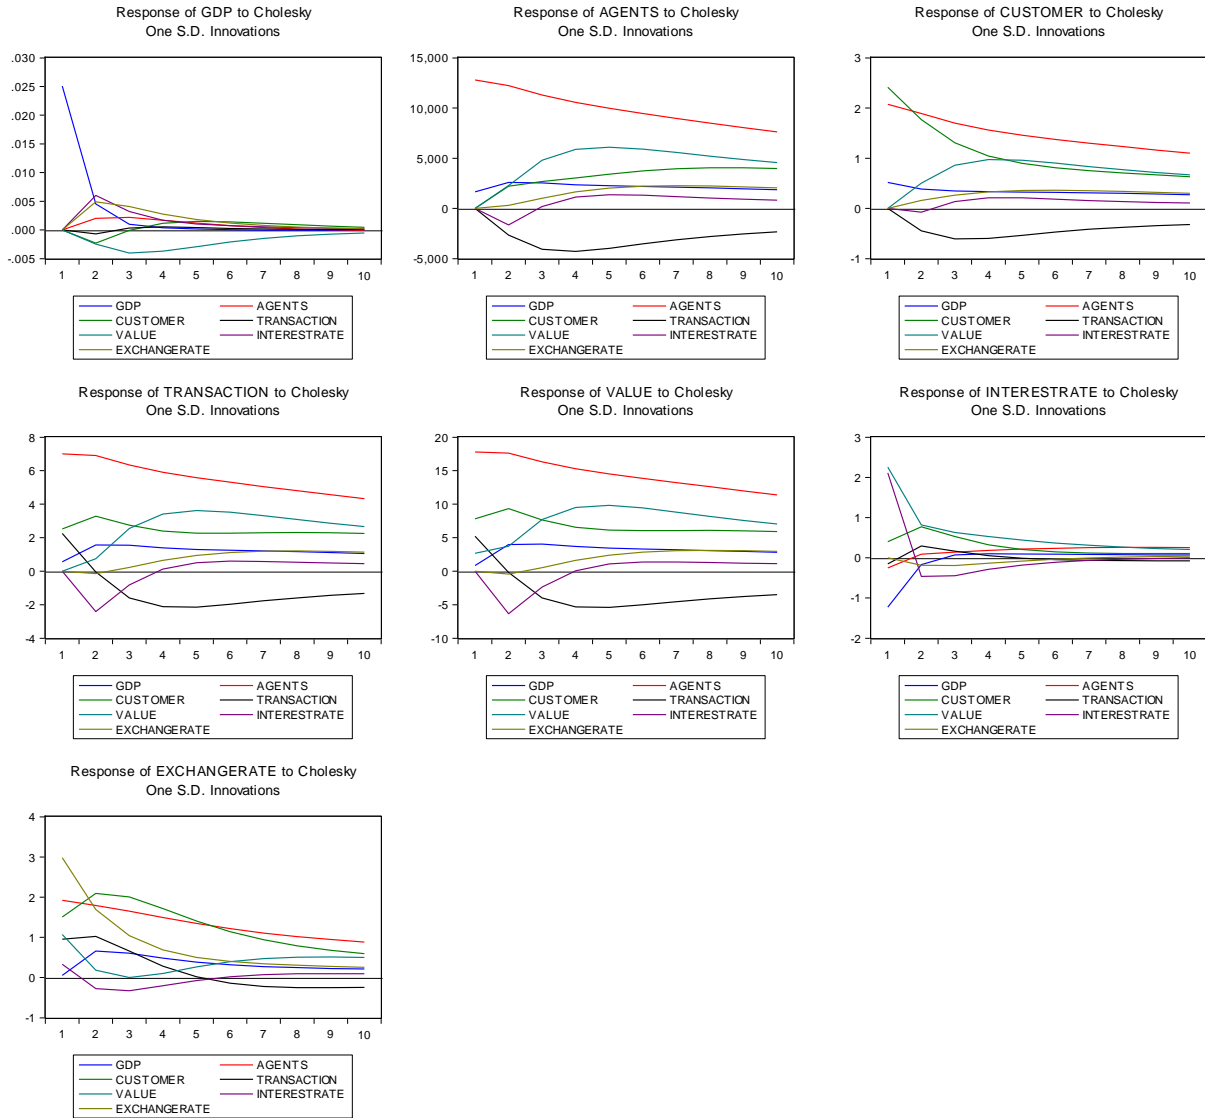 Response of GDP to Cholesky
One S.D. Innovations
.030
.025
.020
.015
.010
.005
.000
-.005
1 2 3 4 5 6 7 8 9 10
GDP AGENTS
CUSTOMER TRANSACTION
VALUE INTERESTRATE
EXCHANGERATE
Response of AGENTS to Cholesky
One S.D. Innovations
15,000
10,000
5,000
0
-5,000
1 2 3 4 5 6 7 8 9 10
GDP AGENTS
CUSTOMER TRANSACTION
VALUE INTERESTRATE
EXCHANGERATE
Response of CUSTOMER to Cholesky
One S.D. Innovations
3
2
1
0
-1
1 2 3 4 5 6 7 8 9 10
GDP AGENTS
CUSTOMER TRANSACTION
VALUE INTERESTRATE
EXCHANGERATE
Response of TRANSACTION to Cholesky
One S.D. Innovations
8
6
4
2
0
-2
-4
1 2 3 4 5 6 7 8 9 10
GDP AGENTS
CUSTOMER TRANSACTION
VALUE INTERESTRATE
EXCHANGERATE
Response of VALUE to Cholesky
One S.D. Innovations
20
15
10
5
0
-5
-10
1 2 3 4 5 6 7 8 9 10
GDP AGENTS
CUSTOMER TRANSACTION
VALUE INTERESTRATE
EXCHANGERATE
Response of INTERESTRATE to Cholesky
One S.D. Innovations
3
2
1
0
-1
-2
1 2 3 4 5 6 7 8 9 10
GDP AGENTS
CUSTOMER TRANSACTION
VALUE INTERESTRATE
EXCHANGERATE
Response of EXCHANGERATE to Cholesky
One S.D. Innovations
4
3
2
1
0
-1
1 2 3 4 5 6 7 8 9 10
GDP AGENTS
CUSTOMER TRANSACTION
VALUE INTERESTRATE
EXCHANGERATE